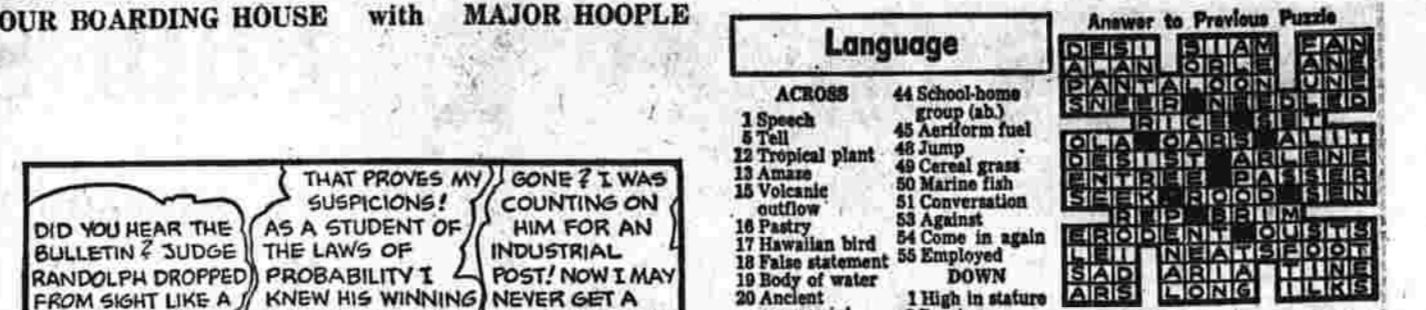 OUR BOARDING HOUSE with MAJOR HOOPLE
DID YOU HEAR THE
BULLETIN? JUDGE
RANDOLPH DROPPED
FROM SIGHT LIKE A
THAT PROVES MY
SUSPICIONS!
AS A STUDENT OF
THE LAWS OF
PROBABILITY I
KNEW HIS WINNING
GONE? I WAS
COUNTING ON
HIM FOR AN
INDUSTRIAL
POST! NOW I MAY
NEVER GET A
Language
ACROSS
1 Speech
5 Tell
12 Tropical plant
13 Amaze
15 Volcanic
outflow
16 Pastry
17 Hawaiian bird
18 False statement
19 Body of water
20 Ancient
44 School-home
group (ab.)
45 Aeriform fuel
48 Jump
49 Cereal grass
50 Marine fish
51 Conversation
53 Against
54 Come in again
55 Employed
DOWN
1 High in stature
Answer to Previous Puzzle
DESI SIAM FAN
ALAN ORLE ANE
PANTALOON UNE
SNEER NEEDLED
RICE SET
OLA OARS ALIT
DESIST ARLENE
ENTREE PASSER
SEEK ROOD SEN
REP BRIM
ERODENT OUSTS
LEI NEATSFOOT
SAD ARIA TINE
ARS LONG ILKS